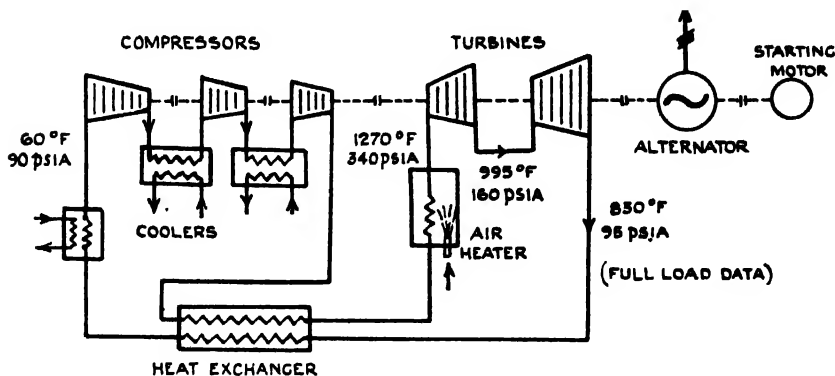 COMPRESSORS
TURBINES
STARTING
MOTOR
60°F
90 PSIA
1270°F
340 PSIA
995°F
160 PSIA
ALTERNATOR
COOLERS
AIR
HEATER
850°F
95 PSIA
(FULL LOAD DATA)
HEAT EXCHANGER